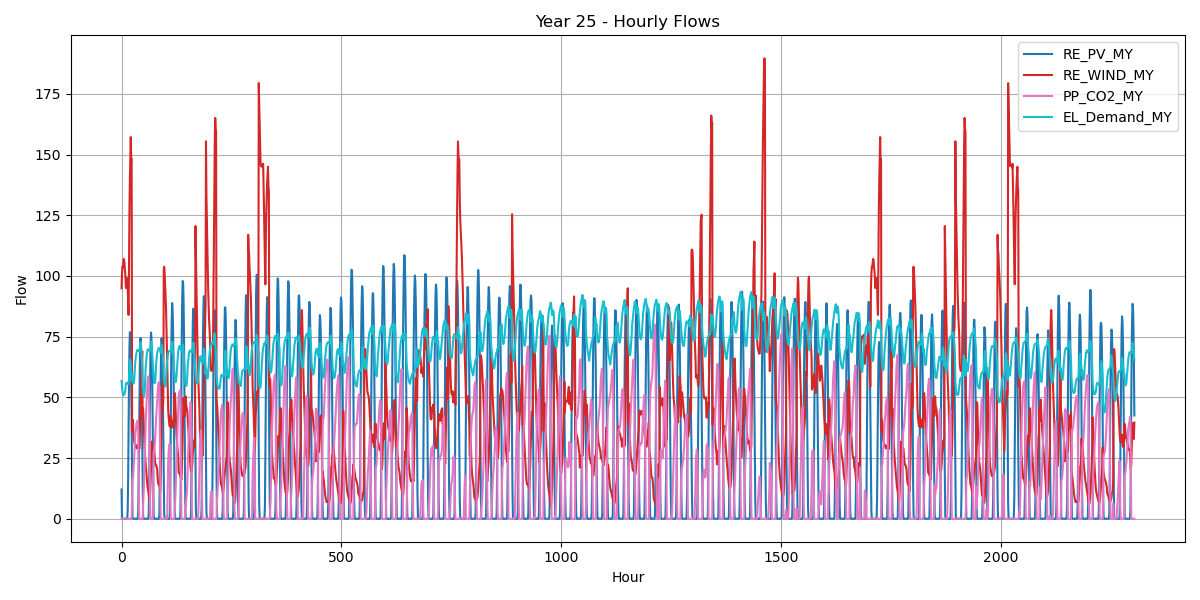 Year 25 - Hourly Flows
RE_PV_MY
RE_WIND_MY
PP_CO2_MY
EL_Demand_MY
175
150
125
100
75
50
25
0
Flow
0
500
1000
1500
2000
Hour